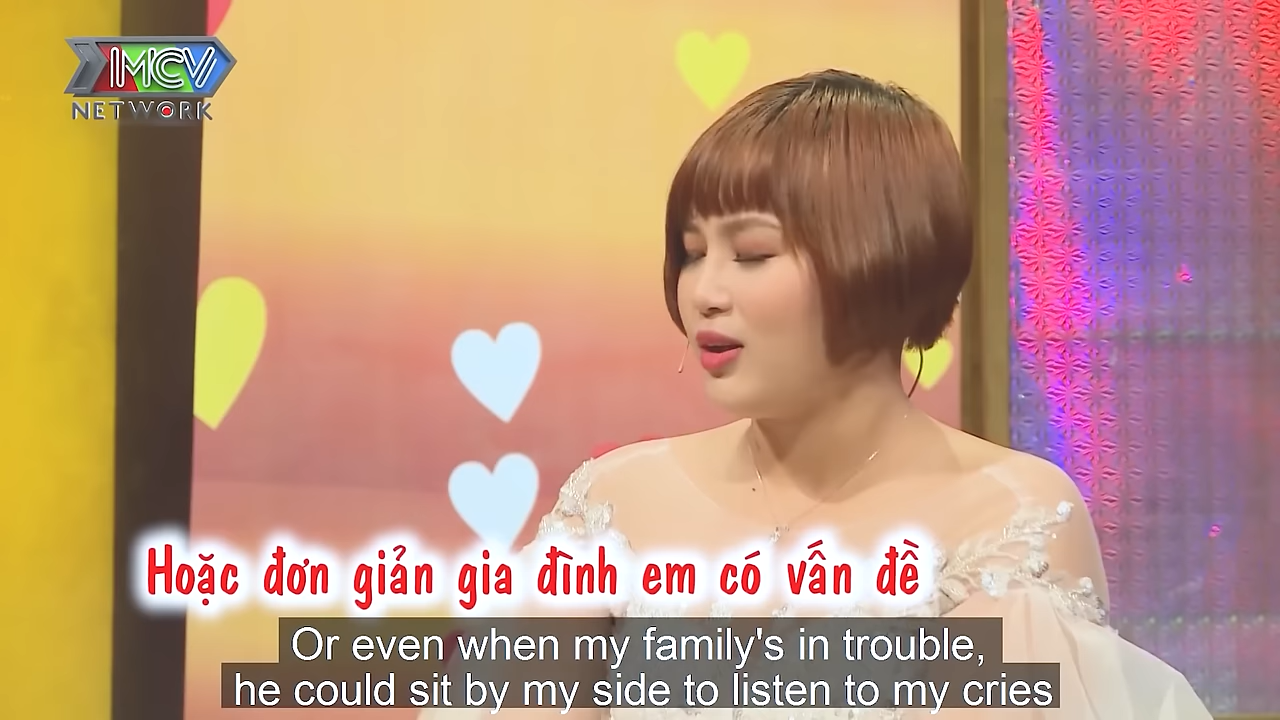 MCV
NETWORK
Hoặc đơn giản gia đình em có vấn đề
Or even when my family's in trouble,
he could sit by my side to listen to my cries